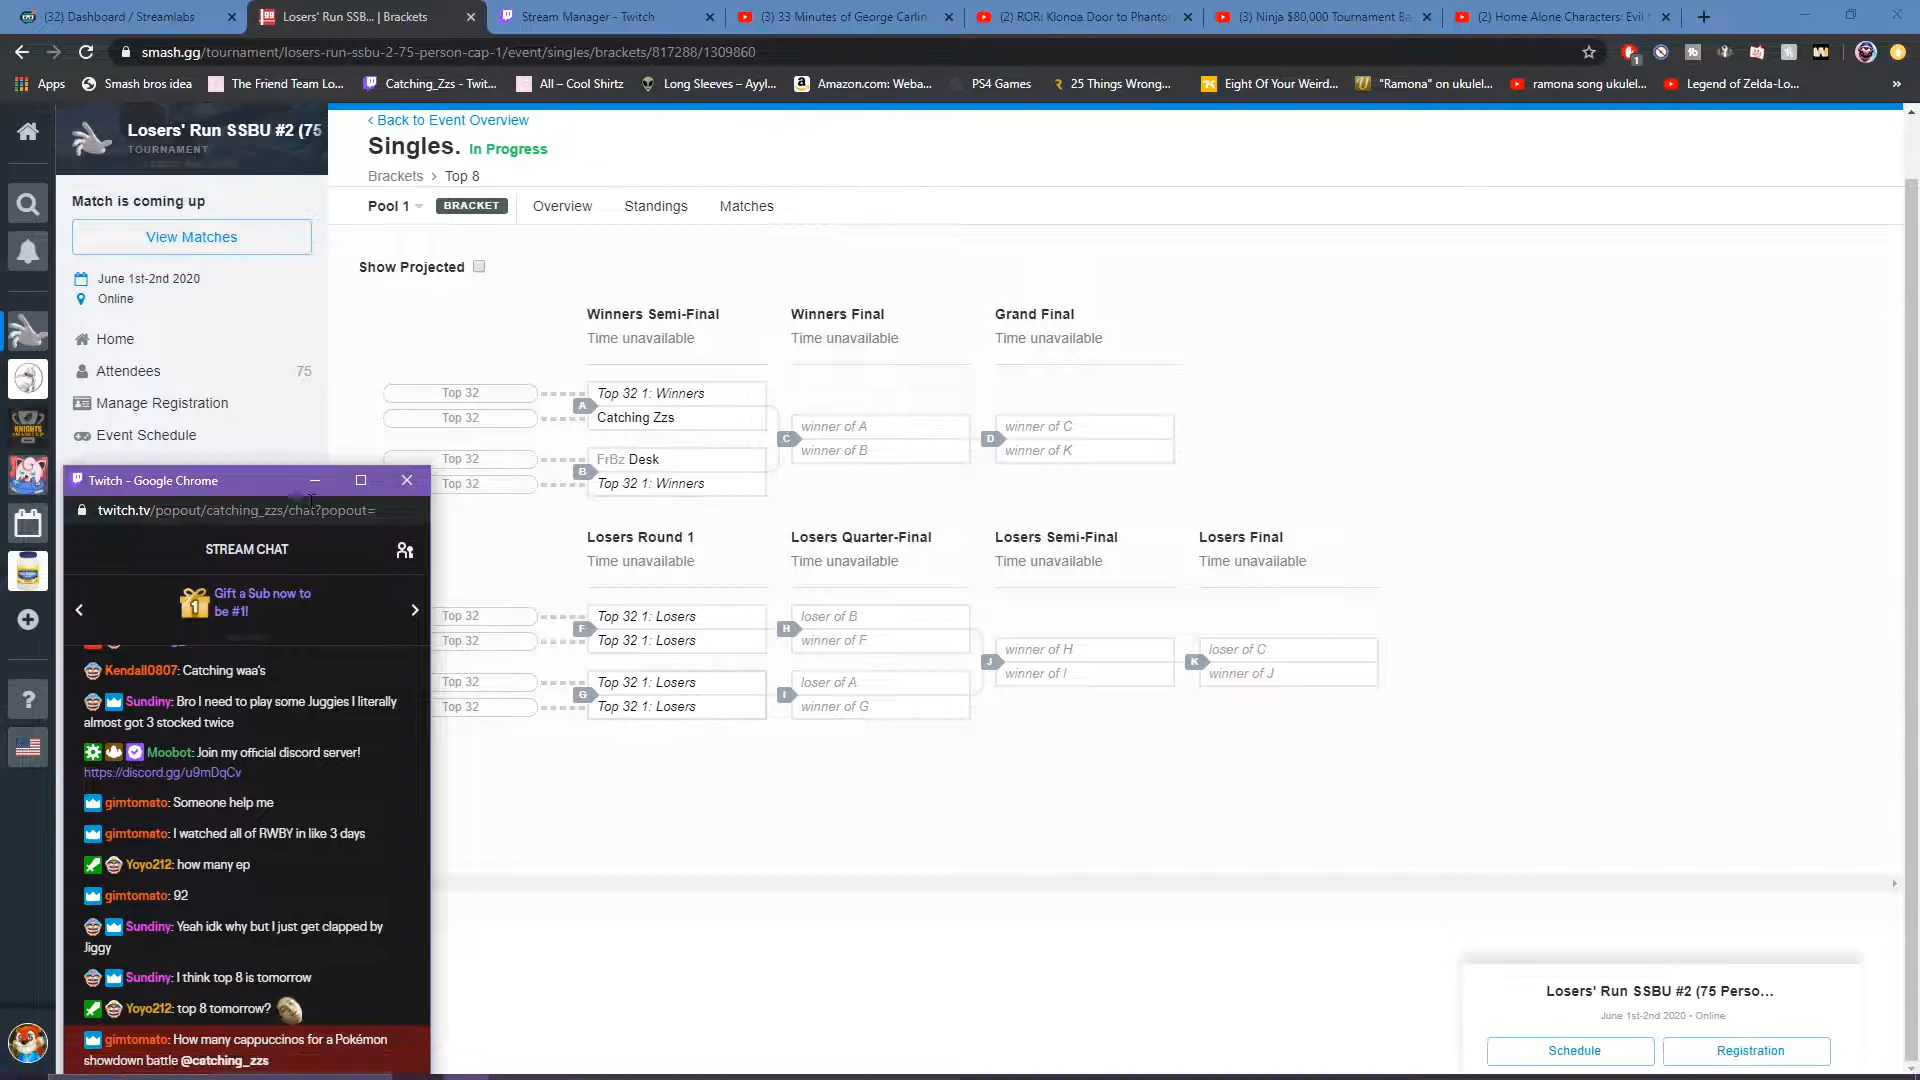 (32) Dashboard / Streamlabs
Losers' Run SSB... | Brackets
Stream Manager - Twitch
(3) 33 Minutes of George Carlin
(2) ROR: Klonoa Door to Phanto
(3) Ninja $80,000 Tournament Ba
(2) Home Alone Characters: Evil
smash.gg/tournament/losers-run-ssbu-2-75-person-cap-1/event/singles/brackets/817288/1309860
Apps
Smash bros idea
The Friend Team Lo...
Catching_Zzs - Twit...
All – Cool Shirtz
Long Sleeves – Ayyl...
Amazon.com: Weba...
PS4 Games
25 Things Wrong...
Eight Of Your Weird...
"Ramona" on ukulel...
ramona song ukulel...
Legend of Zelda-Lo...
Losers' Run SSBU #2 (75
TOURNAMENT
Match is coming up
View Matches
June 1st-2nd 2020
Online
Home
Attendees 75
Manage Registration
Event Schedule
< Back to Event Overview
Singles. In Progress
Brackets > Top 8
Pool 1 BRACKET Overview Standings Matches
Show Projected
Winners Semi-Final
Time unavailable
Winners Final
Time unavailable
Grand Final
Time unavailable
Top 32 Top 32 1: Winners
A
Top 32 Catching Zzs
Top 32 FrBz Desk
B
Top 32 Top 32 1: Winners
C
winner of A
winner of B
D
winner of C
winner of K
Losers Round 1
Time unavailable
Losers Quarter-Final
Time unavailable
Losers Semi-Final
Time unavailable
Losers Final
Time unavailable
Top 32 Top 32 1: Losers
F
Top 32 Top 32 1: Losers
Top 32 Top 32 1: Losers
G
Top 32 Top 32 1: Losers
H
loser of B
winner of F
I
loser of A
winner of G
J
winner of H
winner of I
K
loser of C
winner of J
Twitch - Google Chrome
twitch.tv/popout/catching_zzs/chat?popout=
STREAM CHAT
1
Gift a Sub now to
be #1!
Kendall0807: Catching waa's
Sundiny: Bro I need to play some Juggies I literally
almost got 3 stocked twice
Moobot: Join my official discord server!
https://discord.gg/u9mDqCv
gimtomato: Someone help me
gimtomato: I watched all of RWBY in like 3 days
Yoyo212: how many ep
gimtomato: 92
Sundiny: Yeah idk why but I just get clapped by
Jiggy
Sundiny: I think top 8 is tomorrow
Yoyo212: top 8 tomorrow?
gimtomato: How many cappuccinos for a Pokémon
showdown battle @catching_zzs
Losers' Run SSBU #2 (75 Perso...
June 1st-2nd 2020 • Online
Schedule
Registration